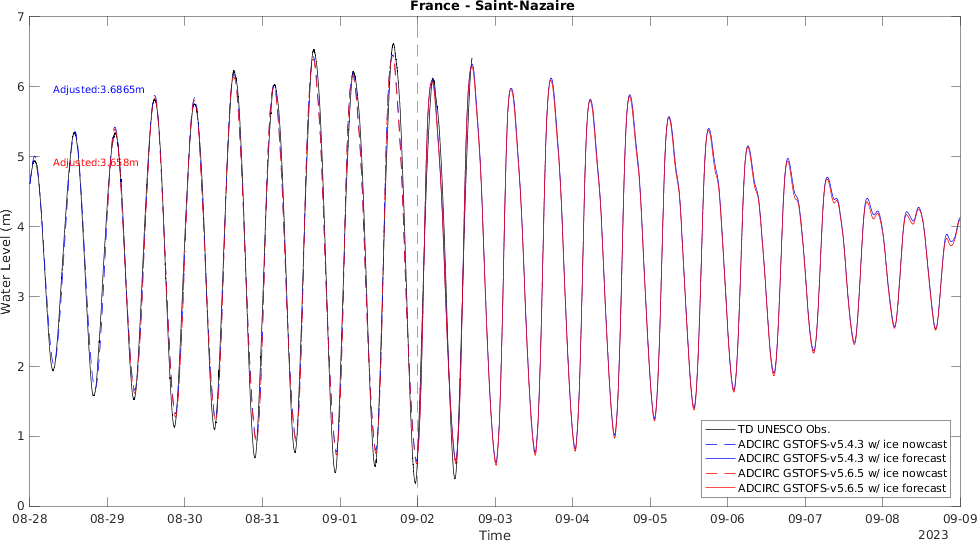 France - Saint-Nazaire
Water Level (m)
7
6
5
4
3
2
1
0
Adjusted:3.6865m
Adjusted:3.658m
TD UNESCO Obs.
ADCIRC GSTOFS-v5.4.3 w/ ice nowcast
ADCIRC GSTOFS-v5.4.3 w/ ice forecast
ADCIRC GSTOFS-v5.6.5 w/ ice nowcast
ADCIRC GSTOFS-v5.6.5 w/ ice forecast
08-28 08-29 08-30 08-31 09-01 09-02 09-03 09-04 09-05 09-06 09-07 09-08 09-09
Time
2023